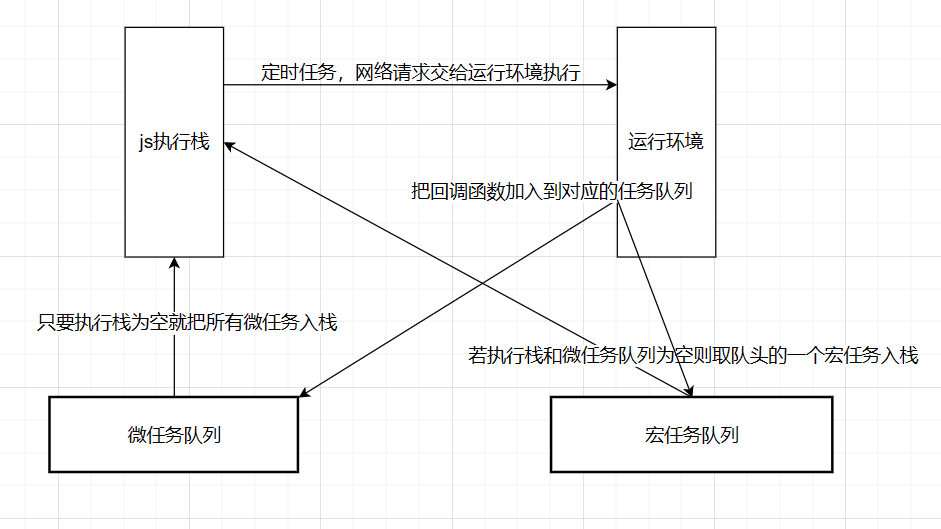 定时任务，网络请求交给运行环境执行
js执行栈
运行环境
把回调函数加入到对应的任务队列
只要执行栈为空就把所有微任务入栈
若执行栈和微任务队列为空则取队头的一个宏任务入栈
微任务队列
宏任务队列